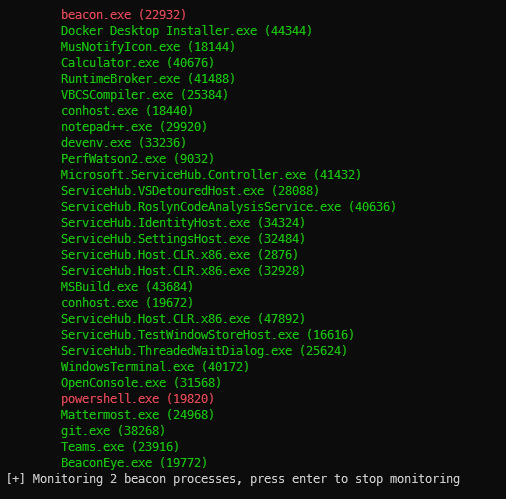 beacon.exe (22932)
Docker Desktop Installer.exe (44344)
MusNotifyIcon.exe (18144)
Calculator.exe (40676)
RuntimeBroker.exe (41488)
VBCSCompiler.exe (25384)
conhost.exe (18440)
notepad++.exe (29920)
devenv.exe (33236)
PerfWatson2.exe (9032)
Microsoft.ServiceHub.Controller.exe (41432)
ServiceHub.VSDetouredHost.exe (28088)
ServiceHub.RoslynCodeAnalysisService.exe (40636)
ServiceHub.IdentityHost.exe (34324)
ServiceHub.SettingsHost.exe (32484)
ServiceHub.Host.CLR.x86.exe (2876)
ServiceHub.Host.CLR.x86.exe (32928)
MSBuild.exe (43684)
conhost.exe (19672)
ServiceHub.Host.CLR.x86.exe (47892)
ServiceHub.TestWindowStoreHost.exe (16616)
ServiceHub.ThreadedWaitDialog.exe (25624)
WindowsTerminal.exe (40172)
OpenConsole.exe (31568)
powershell.exe (19820)
Mattermost.exe (24968)
git.exe (38268)
Teams.exe (23916)
BeaconEye.exe (19772)
[+] Monitoring 2 beacon processes, press enter to stop monitoring